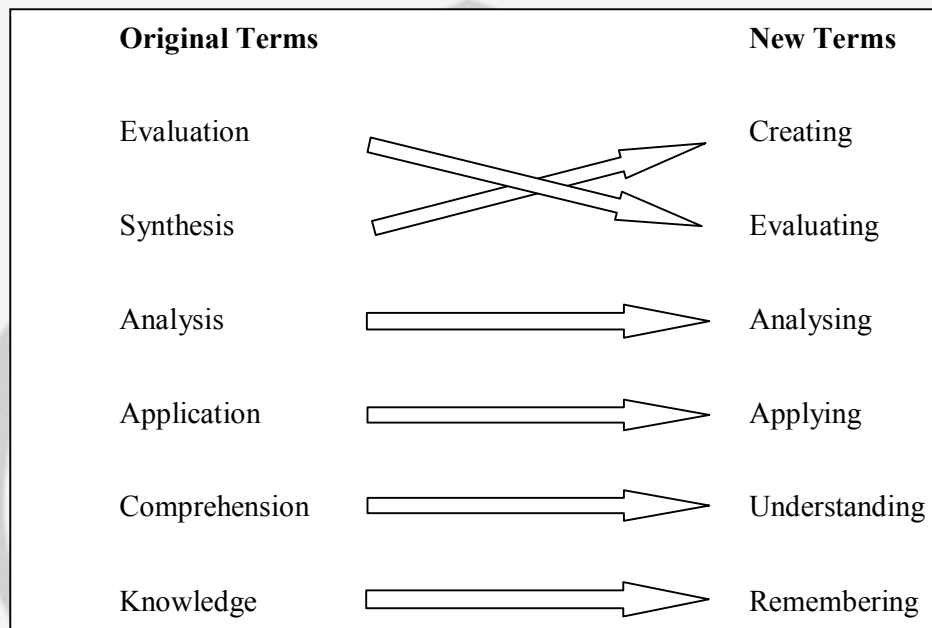 Original Terms New Terms
Evaluation Creating
Synthesis Evaluating
Analysis Analysing
Application Applying
Comprehension Understanding
Knowledge Remembering